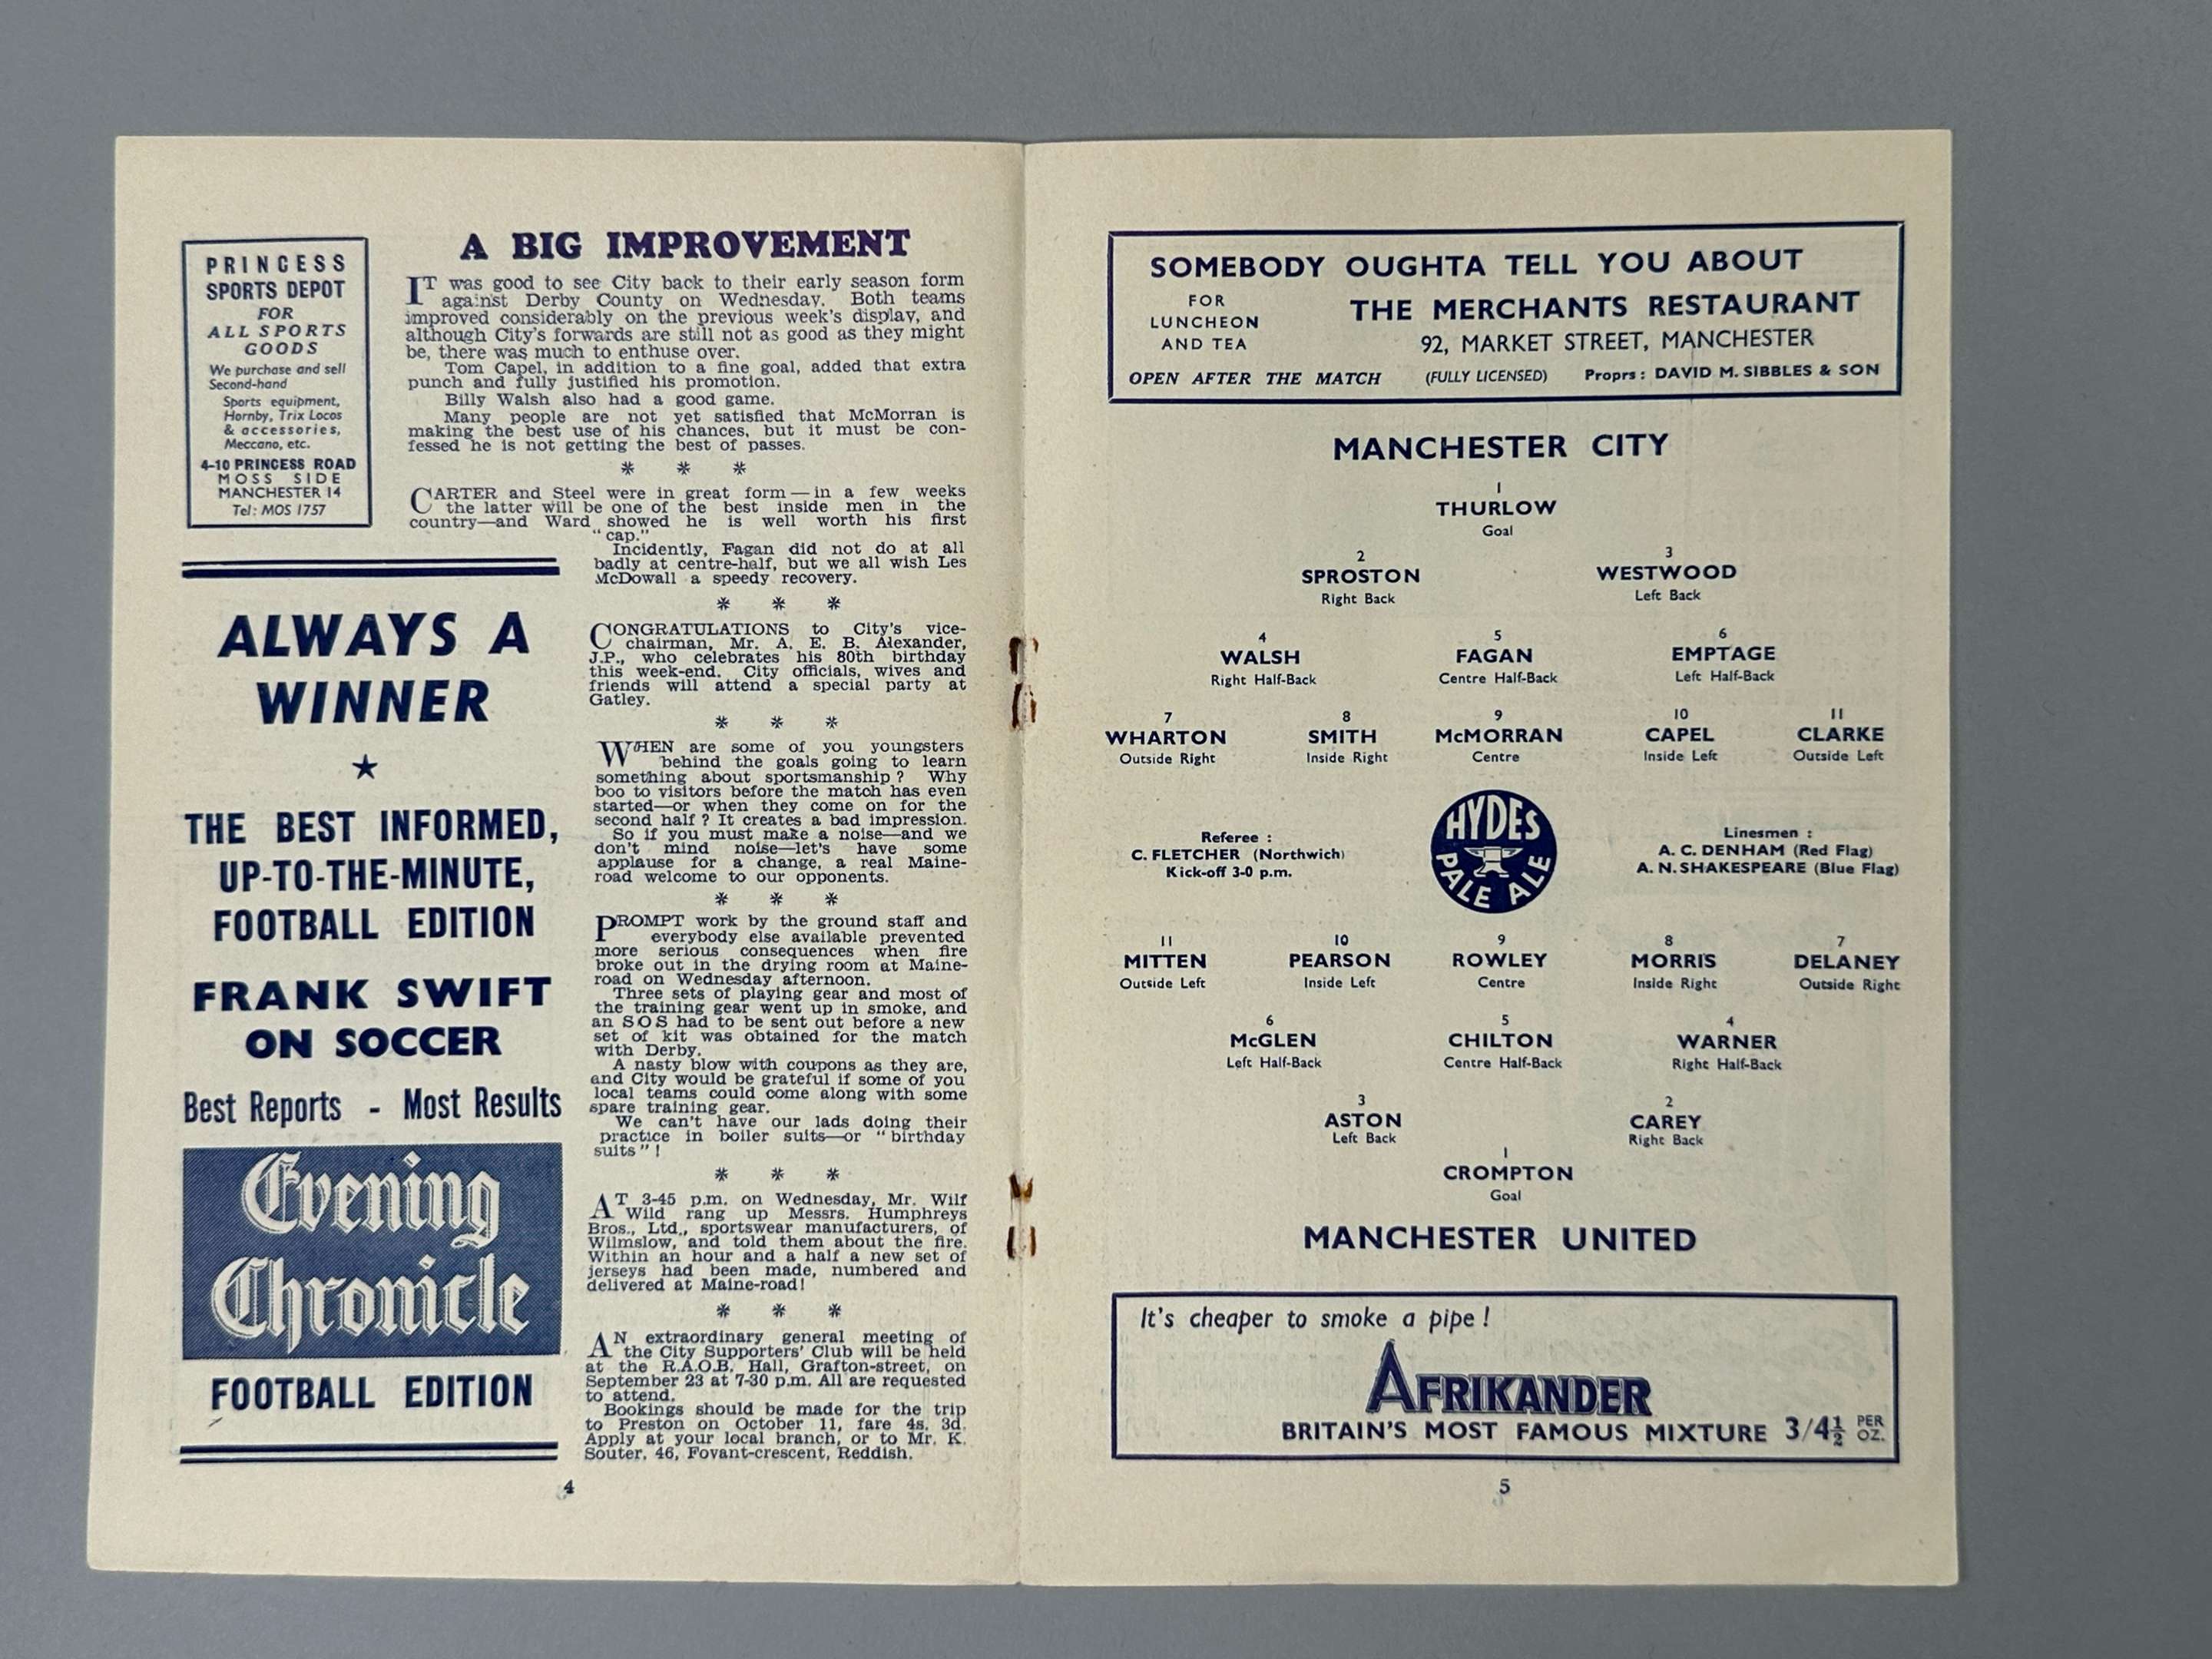 PRINCESS
SPORTS DEPOT
FOR
ALL SPORTS
GOODS
We purchase and sell
Second-hand
Sports equipment,
Hornby, Trix Locos
& accessories,
Meccano, etc.
4-10 PRINCESS ROAD
MOSS SIDE
MANCHESTER 14
Tel: MOS 1757
ALWAYS A
WINNER
★
THE BEST INFORMED,
UP-TO-THE-MINUTE,
FOOTBALL EDITION
FRANK SWIFT
ON SOCCER
Best Reports - Most Results
Evening
Chronicle
FOOTBALL EDITION
A BIG IMPROVEMENT
IT was good to see City back to their early season form
against Derby County on Wednesday. Both teams
improved considerably on the previous week's display, and
although City's forwards are still not as good as they might
be, there was much to enthuse over.
Tom Capel, in addition to a fine goal, added that extra
punch and fully justified his promotion.
Billy Walsh also had a good game.
Many people are not yet satisfied that McMorran is
making the best use of his chances, but it must be con-
fessed he is not getting the best of passes.
* * *
CARTER and Steel were in great form — in a few weeks
the latter will be one of the best inside men in the
country—and Ward showed he is well worth his first
"cap."
Incidently, Fagan did not do at all
badly at centre-half, but we all wish Les
McDowall a speedy recovery.
* * *
CONGRATULATIONS to City's vice-
chairman, Mr. A. E. B. Alexander,
J.P., who celebrates his 80th birthday
this week-end. City officials, wives and
friends will attend a special party at
Gatley.
* * *
WHEN are some of you youngsters
behind the goals going to learn
something about sportsmanship? Why
boo to visitors before the match has even
started—or when they come on for the
second half? It creates a bad impression.
So if you must make a noise—and we
don't mind noise—let's have some
applause for a change, a real Maine-
road welcome to our opponents.
* * *
PROMPT work by the ground staff and
everybody else available prevented
more serious consequences when fire
broke out in the drying room at Maine-
road on Wednesday afternoon.
Three sets of playing gear and most of
the training gear went up in smoke, and
an SOS had to be sent out before a new
set of kit was obtained for the match
with Derby.
A nasty blow with coupons as they are,
and City would be grateful if some of you
local teams could come along with some
spare training gear.
We can't have our lads doing their
practice in boiler suits—or "birthday
suits"!
* * *
AT 3-45 p.m. on Wednesday, Mr. Wilf
Wild rang up Messrs. Humphreys
Bros., Ltd., sportswear manufacturers, of
Wilmslow, and told them about the fire.
Within an hour and a half a new set of
jerseys had been made, numbered and
delivered at Maine-road!
* * *
AN extraordinary general meeting of
the City Supporters' Club will be held
at the R.A.O.B. Hall, Grafton-street, on
September 23 at 7-30 p.m. All are requested
to attend.
Bookings should be made for the trip
to Preston on October 11, fare 4s. 3d.
Apply at your local branch, or to Mr. K.
Souter, 46, Fovant-crescent, Reddish.
4
SOMEBODY OUGHTA TELL YOU ABOUT
FOR
LUNCHEON
AND TEA
THE MERCHANTS RESTAURANT
92, MARKET STREET, MANCHESTER
OPEN AFTER THE MATCH (FULLY LICENSED) Proprs: DAVID M. SIBBLES & SON
MANCHESTER CITY
1
THURLOW
Goal
2 3
SPROSTON WESTWOOD
Right Back Left Back
4 5 6
WALSH FAGAN EMPTAGE
Right Half-Back Centre Half-Back Left Half-Back
7 8 9 10 11
WHARTON SMITH McMORRAN CAPEL CLARKE
Outside Right Inside Right Centre Inside Left Outside Left
Referee :
C. FLETCHER (Northwich)
Kick-off 3-0 p.m.
HYDES
PALE ALE
Linesmen :
A. C. DENHAM (Red Flag)
A. N. SHAKESPEARE (Blue Flag)
11 10 9 8 7
MITTEN PEARSON ROWLEY MORRIS DELANEY
Outside Left Inside Left Centre Inside Right Outside Right
6 5 4
McGLEN CHILTON WARNER
Left Half-Back Centre Half-Back Right Half-Back
3 2
ASTON CAREY
Left Back Right Back
1
CROMPTON
Goal
MANCHESTER UNITED
It's cheaper to smoke a pipe!
AFRIKANDER
BRITAIN'S MOST FAMOUS MIXTURE 3/4½ PER OZ.
5